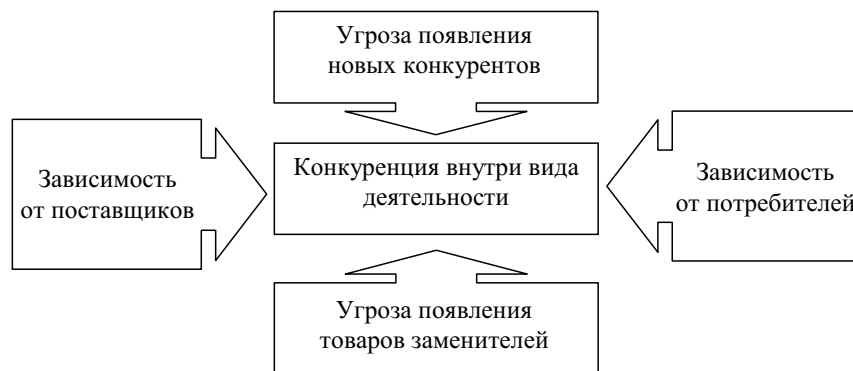 Угроза появления
новых конкурентов
Зависимость
от поставщиков
Конкуренция внутри вида
деятельности
Зависимость
от потребителей
Угроза появления
товаров заменителей